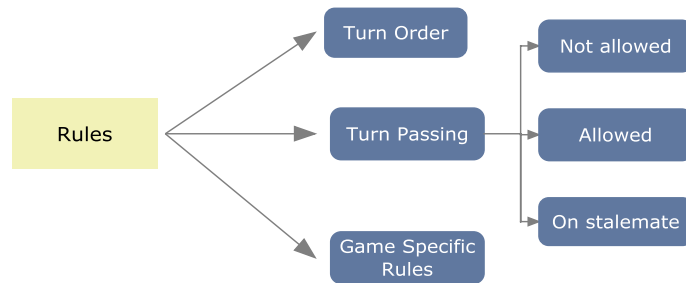 Rules
Turn Order
Turn Passing
Not allowed
Allowed
On stalemate
Game Specific
Rules